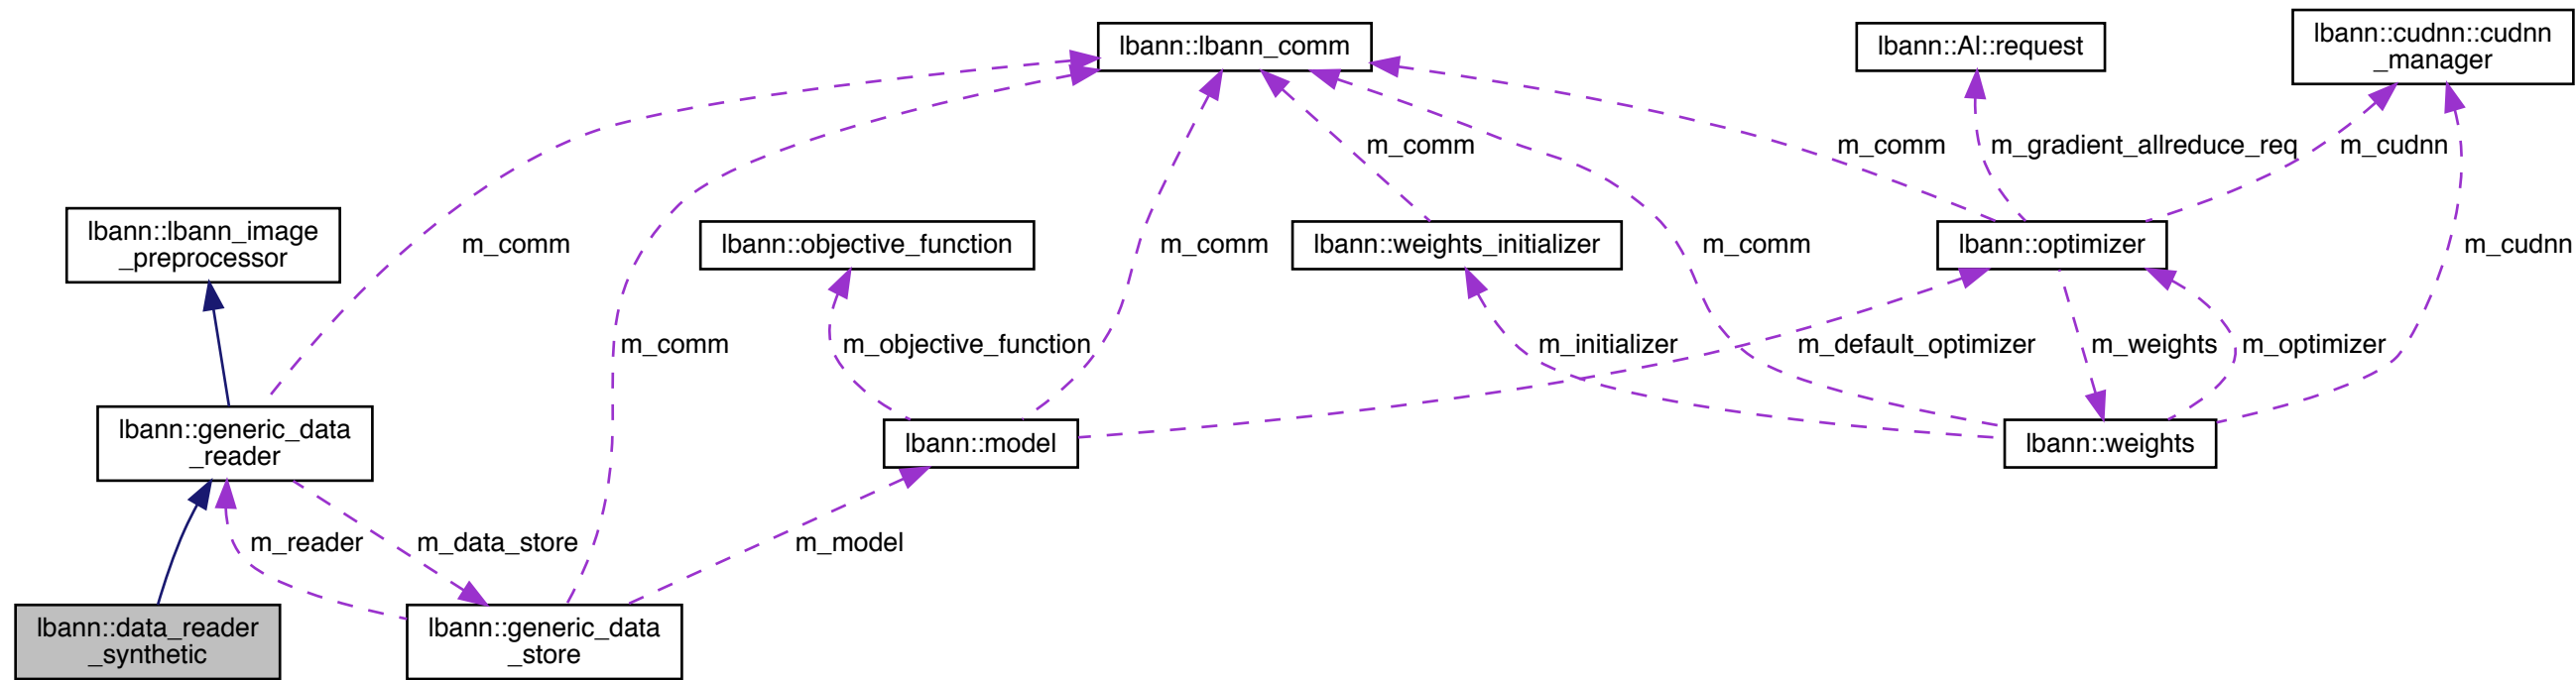 lbann::lbann_comm
lbann::Al::request
lbann::cudnn::cudnn
_manager
m_comm
m_comm
m_gradient_allreduce_req
m_cudnn
lbann::lbann_image
_preprocessor
m_comm
lbann::objective_function
m_comm
lbann::weights_initializer
m_comm
lbann::optimizer
m_cudnn
m_comm
m_objective_function
m_initializer
m_default_optimizer
m_weights
m_optimizer
lbann::generic_data
_reader
lbann::model
lbann::weights
m_reader
m_data_store
m_model
lbann::data_reader
_synthetic
lbann::generic_data
_store